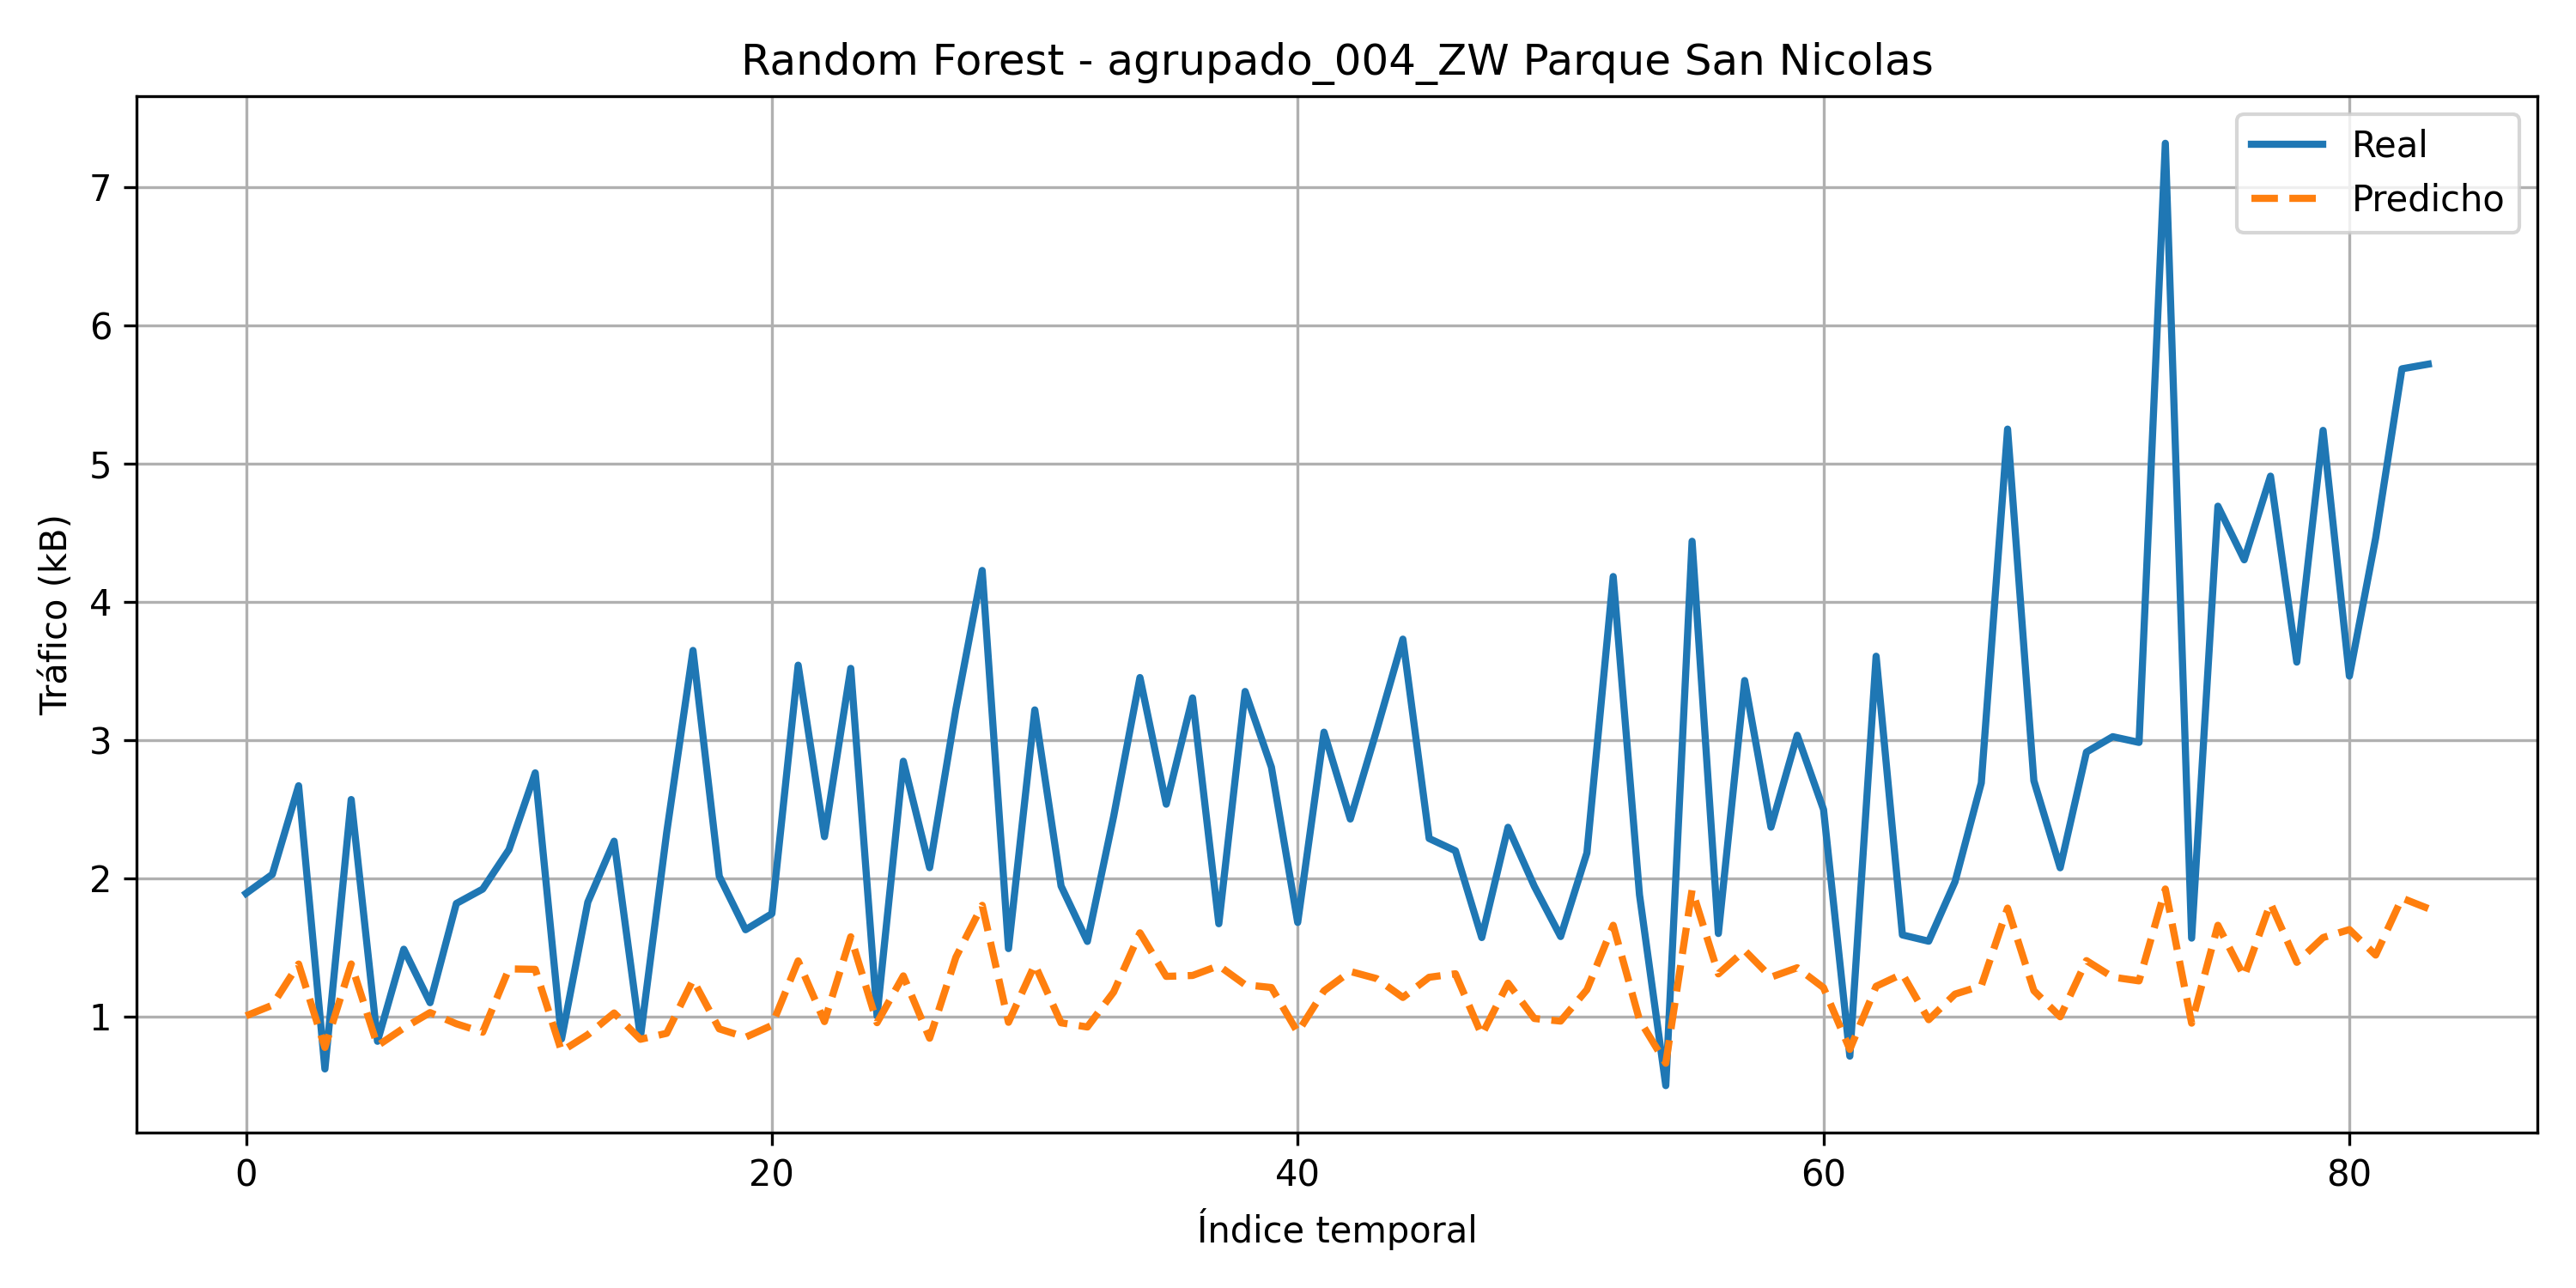 Random Forest - agrupado_004_ZW Parque San Nicolas
Real
Predicho
Tráfico (kB)
7
6
5
4
3
2
1
0 20 40 60 80
Índice temporal